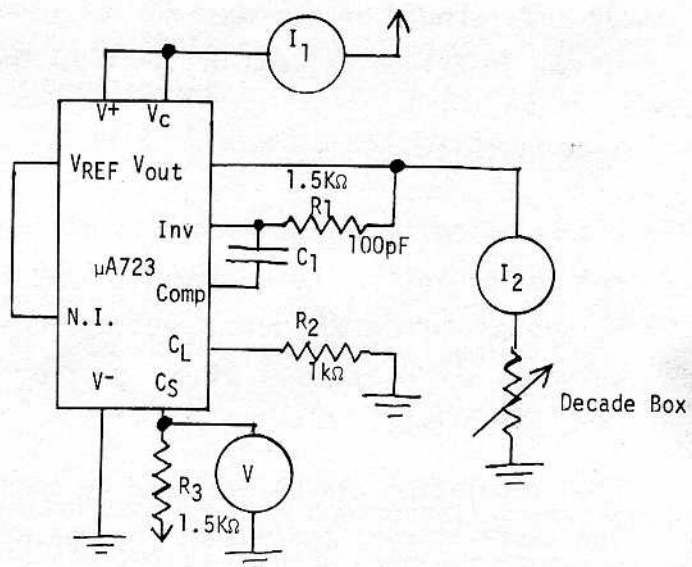 I1
V+ Vc
VREF Vout
1.5KΩ
R1
Inv
100pF
C1
μA723
I2
Comp
N.I.
R2
CL
1kΩ
V- CS
Decade Box
V
R3
1.5KΩ